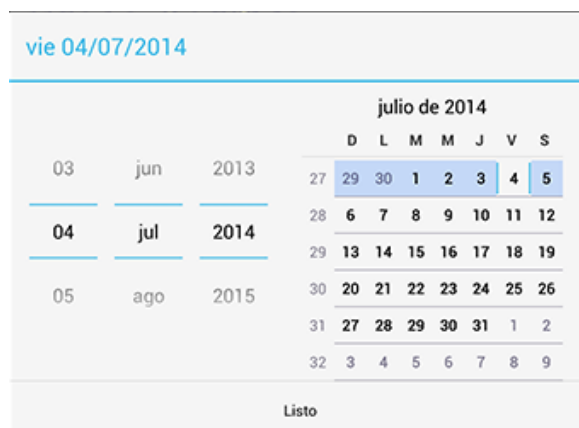 vie 04/07/2014
03 jun 2013
04 jul 2014
05 ago 2015
julio de 2014
D L M M J V S
27 29 30 1 2 3 4 5
28 6 7 8 9 10 11 12
29 13 14 15 16 17 18 19
30 20 21 22 23 24 25 26
31 27 28 29 30 31 1 2
32 3 4 5 6 7 8 9
Listo